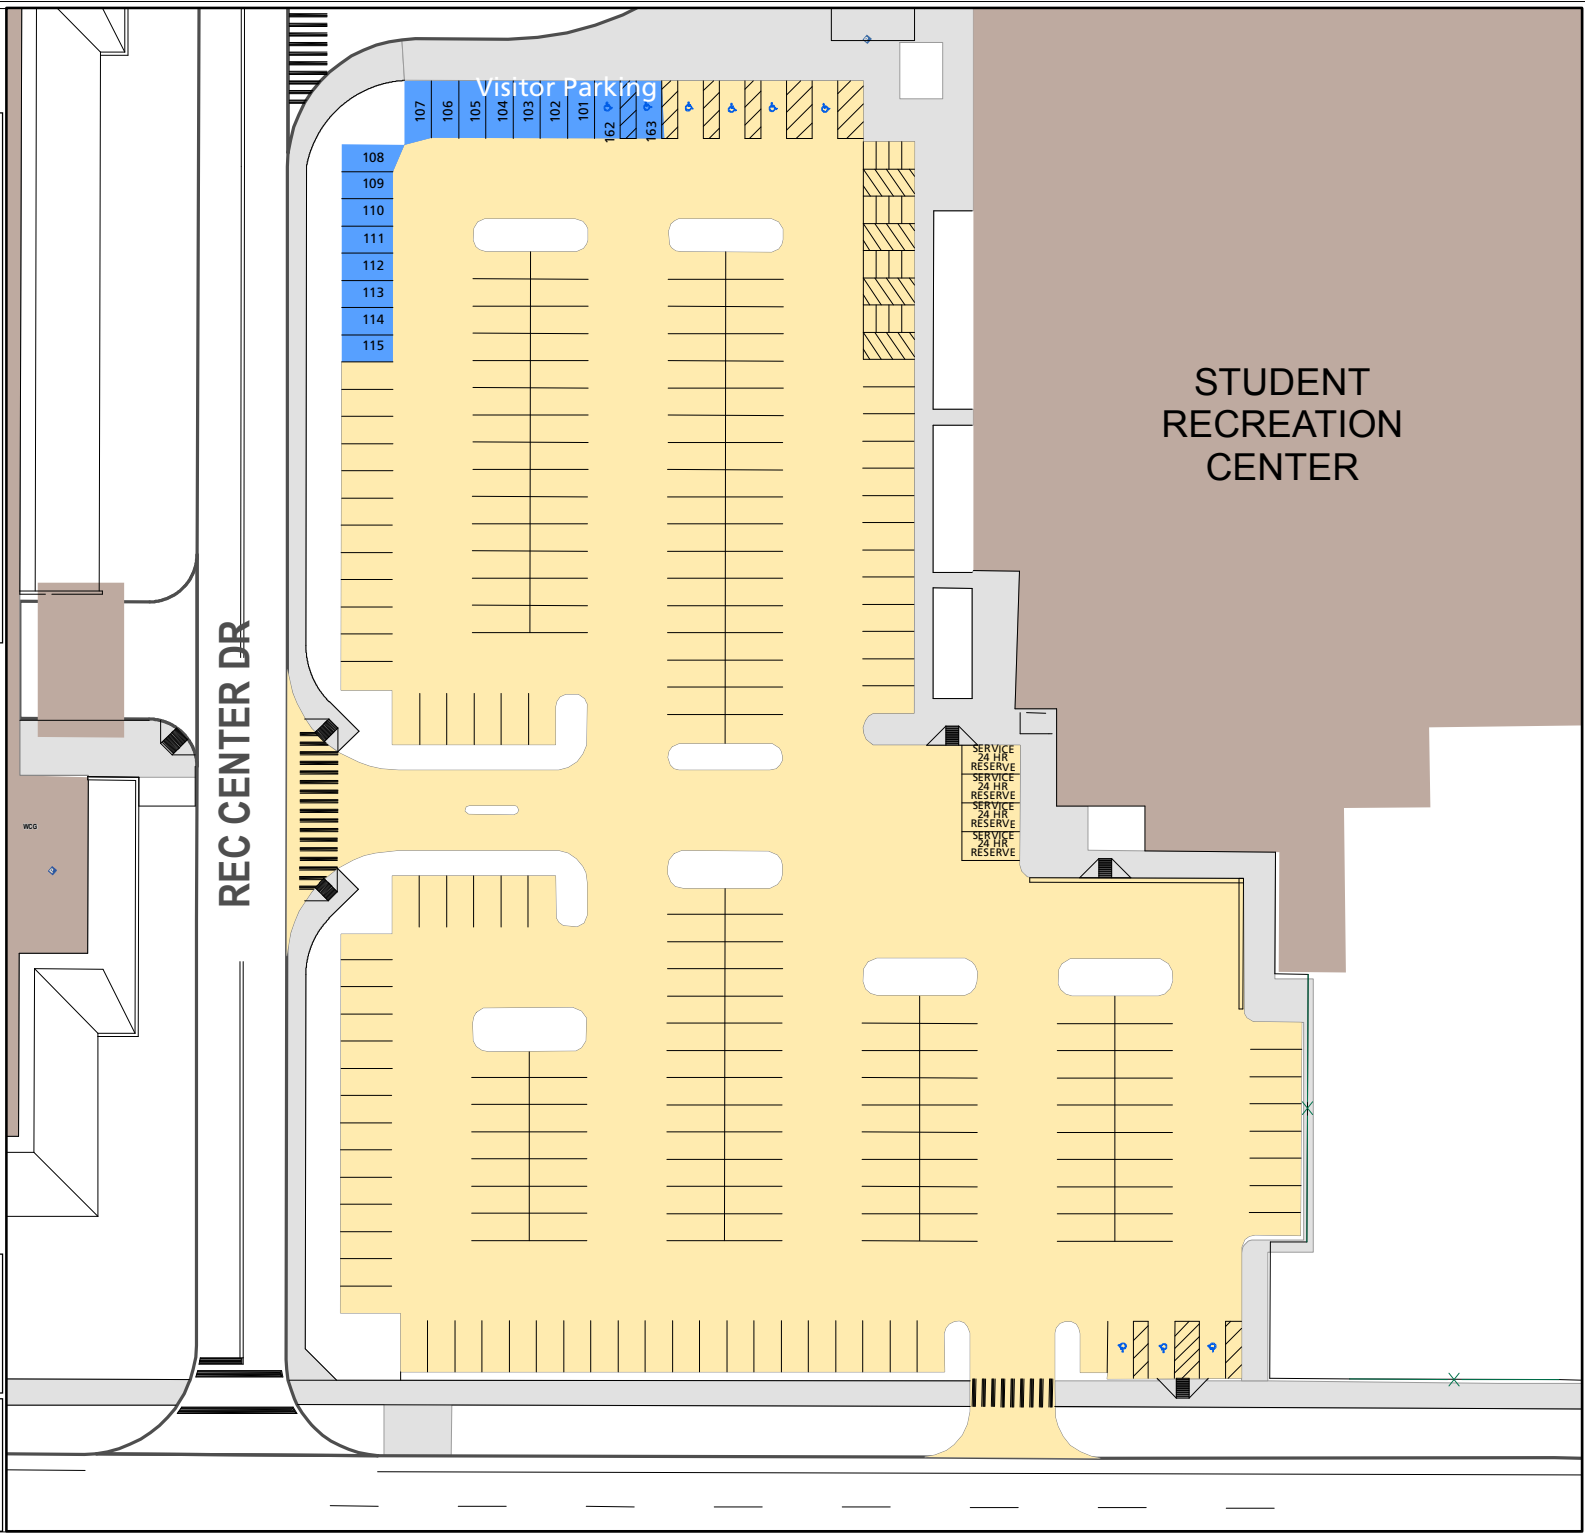 Visitor Parking
107
106
105
104
103
102
101
162
163
108
109
110
111
112
113
114
115
STUDENT
RECREATION
CENTER
REC CENTER DR
SERVICE
24 HR
RESERVE
SERVICE
24 HR
RESERVE
SERVICE
24 HR
RESERVE
SERVICE
24 HR
RESERVE
WCG